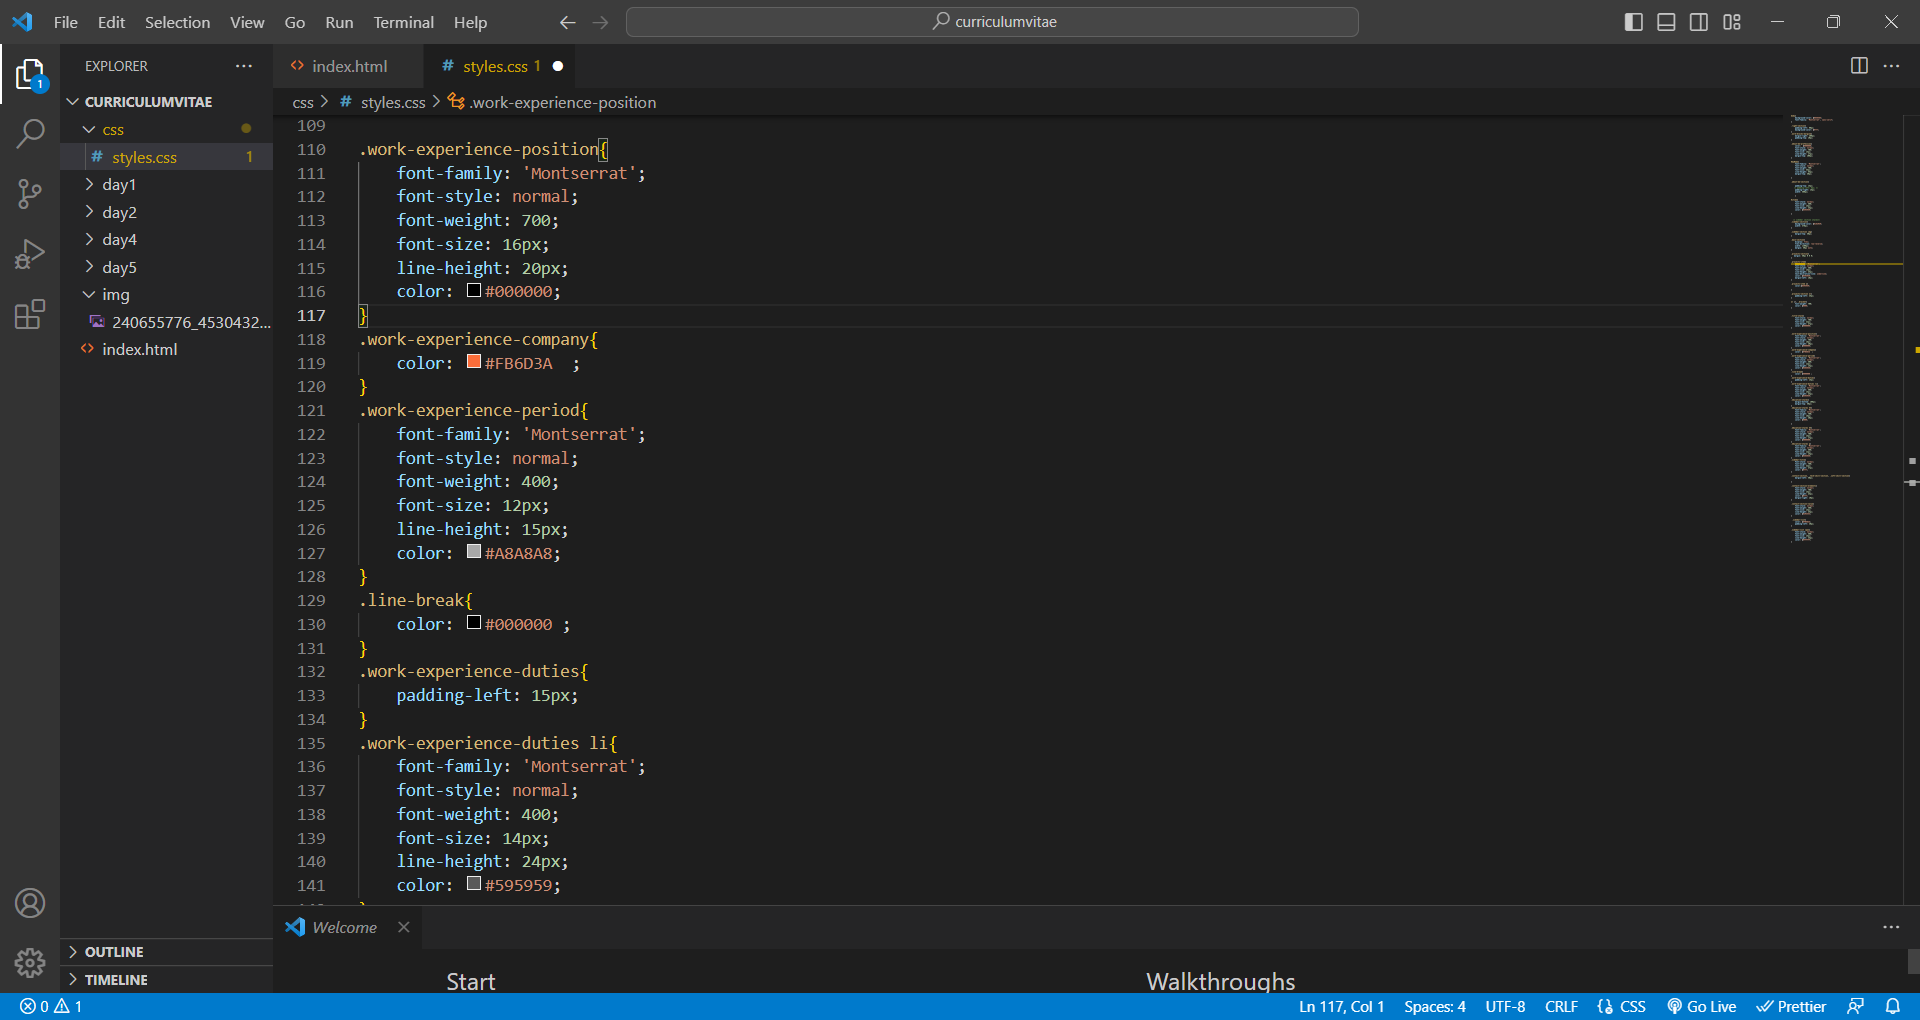 File Edit Selection View Go Run Terminal Help
curriculumvitae
EXPLORER
CURRICULUMVITAE
css
styles.css 1
day1
day2
day4
day5
img
240655776_4530432...
index.html
OUTLINE
TIMELINE
index.html
# styles.css 1
css > # styles.css > .work-experience-position
109
110 .work-experience-position{
111 font-family: 'Montserrat';
112 font-style: normal;
113 font-weight: 700;
114 font-size: 16px;
115 line-height: 20px;
116 color: #000000;
117 }
118 .work-experience-company{
119 color: #FB6D3A  ;
120 }
121 .work-experience-period{
122 font-family: 'Montserrat';
123 font-style: normal;
124 font-weight: 400;
125 font-size: 12px;
126 line-height: 15px;
127 color: #A8A8A8;
128 }
129 .line-break{
130 color: #000000 ;
131 }
132 .work-experience-duties{
133 padding-left: 15px;
134 }
135 .work-experience-duties li{
136 font-family: 'Montserrat';
137 font-style: normal;
138 font-weight: 400;
139 font-size: 14px;
140 line-height: 24px;
141 color: #595959;
Welcome
Start
Walkthroughs
0 1
Ln 117, Col 1 Spaces: 4 UTF-8 CRLF {} CSS Go Live Prettier